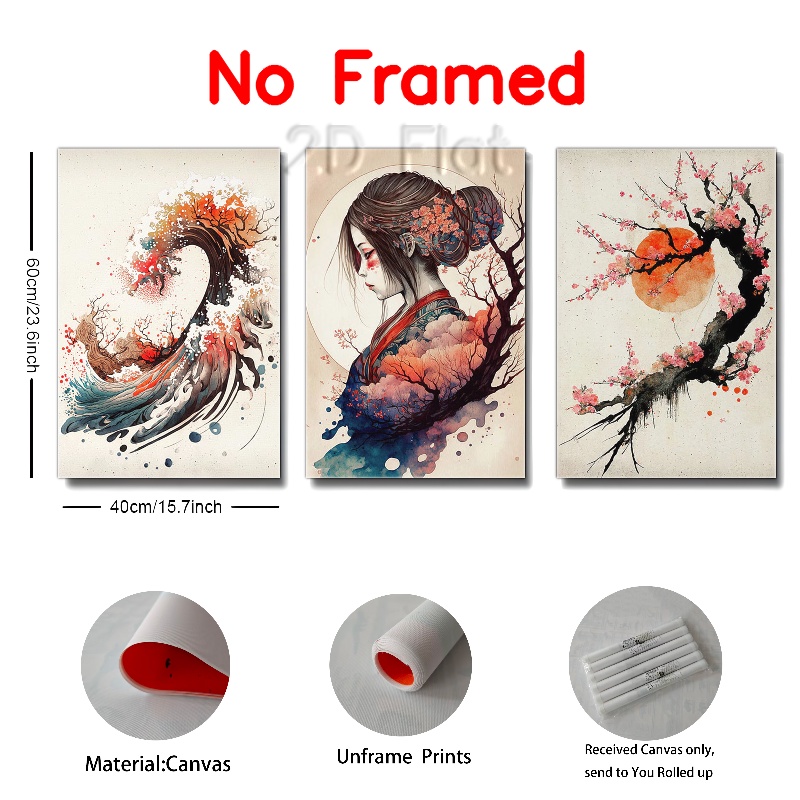 No Framed
2D Flat
60cm/23.6inch
40cm/15.7inch
Material:Canvas
Unframe Prints
Received Canvas only,
send to You Rolled up